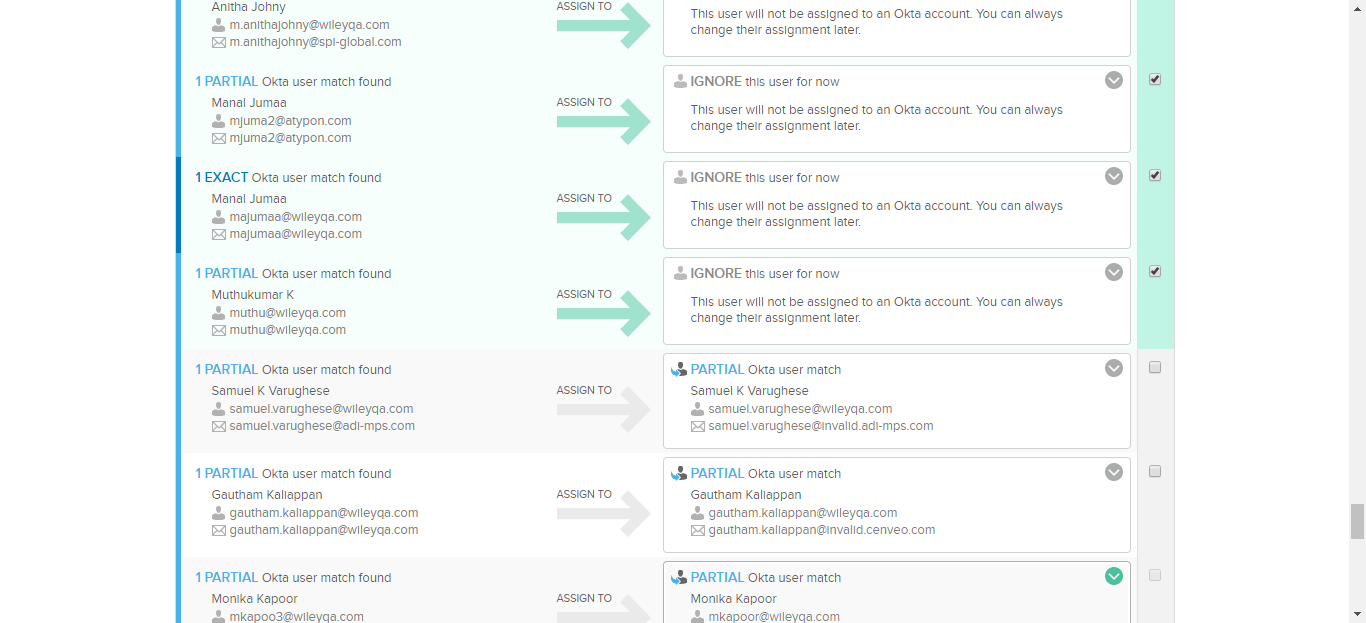 Anitha Johny
m.anithajohny@wileyqa.com
m.anithajohny@spi-global.com
ASSIGN TO
This user will not be assigned to an Okta account. You can always
change their assignment later.
1 PARTIAL Okta user match found
Manal Jumaa
mjuma2@atypon.com
mjuma2@atypon.com
ASSIGN TO
IGNORE this user for now
This user will not be assigned to an Okta account. You can always
change their assignment later.
1 EXACT Okta user match found
Manal Jumaa
majumaa@wileyqa.com
majumaa@wileyqa.com
ASSIGN TO
IGNORE this user for now
This user will not be assigned to an Okta account. You can always
change their assignment later.
1 PARTIAL Okta user match found
Muthukumar K
muthu@wileyqa.com
muthu@wileyqa.com
ASSIGN TO
IGNORE this user for now
This user will not be assigned to an Okta account. You can always
change their assignment later.
1 PARTIAL Okta user match found
Samuel K Varughese
samuel.varughese@wileyqa.com
samuel.varughese@adi-mps.com
ASSIGN TO
PARTIAL Okta user match
Samuel K Varughese
samuel.varughese@wileyqa.com
samuel.varughese@invalid.adi-mps.com
1 PARTIAL Okta user match found
Gautham Kaliappan
gautham.kaliappan@wileyqa.com
gautham.kaliappan@wileyqa.com
ASSIGN TO
PARTIAL Okta user match
Gautham Kaliappan
gautham.kaliappan@wileyqa.com
gautham.kaliappan@invalid.cenveo.com
1 PARTIAL Okta user match found
Monika Kapoor
mkapoo3@wileyqa.com
ASSIGN TO
PARTIAL Okta user match
Monika Kapoor
mkapoor@wileyqa.com